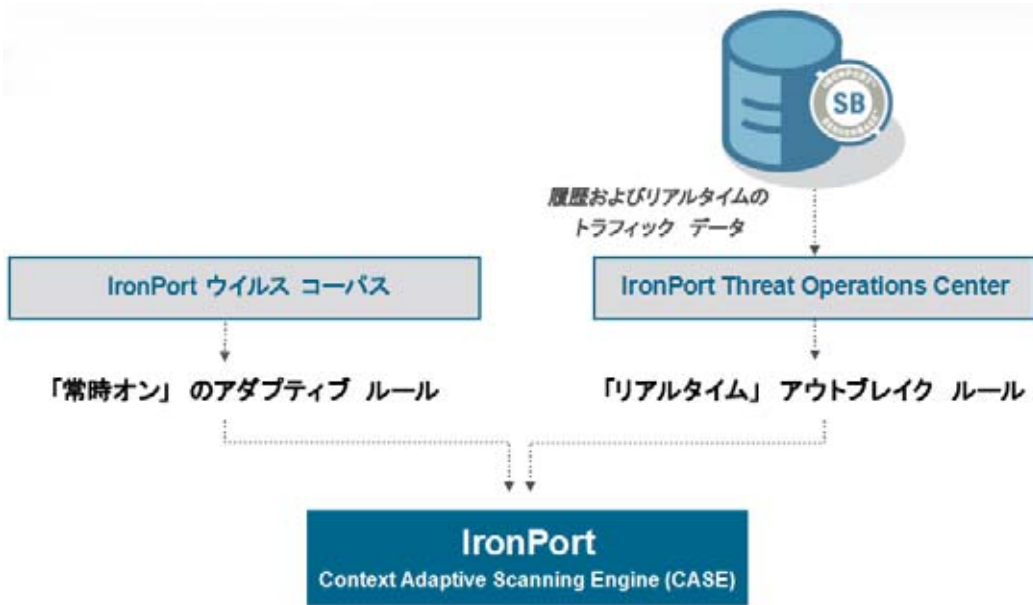 SB
履歴およびリアルタイムの
トラフィック データ
IronPort ウイルス コーパス
IronPort Threat Operations Center
「常時オン」 のアダプティブ ルール
「リアルタイム」 アウトブレイク ルール
IronPort
Context Adaptive Scanning Engine (CASE)